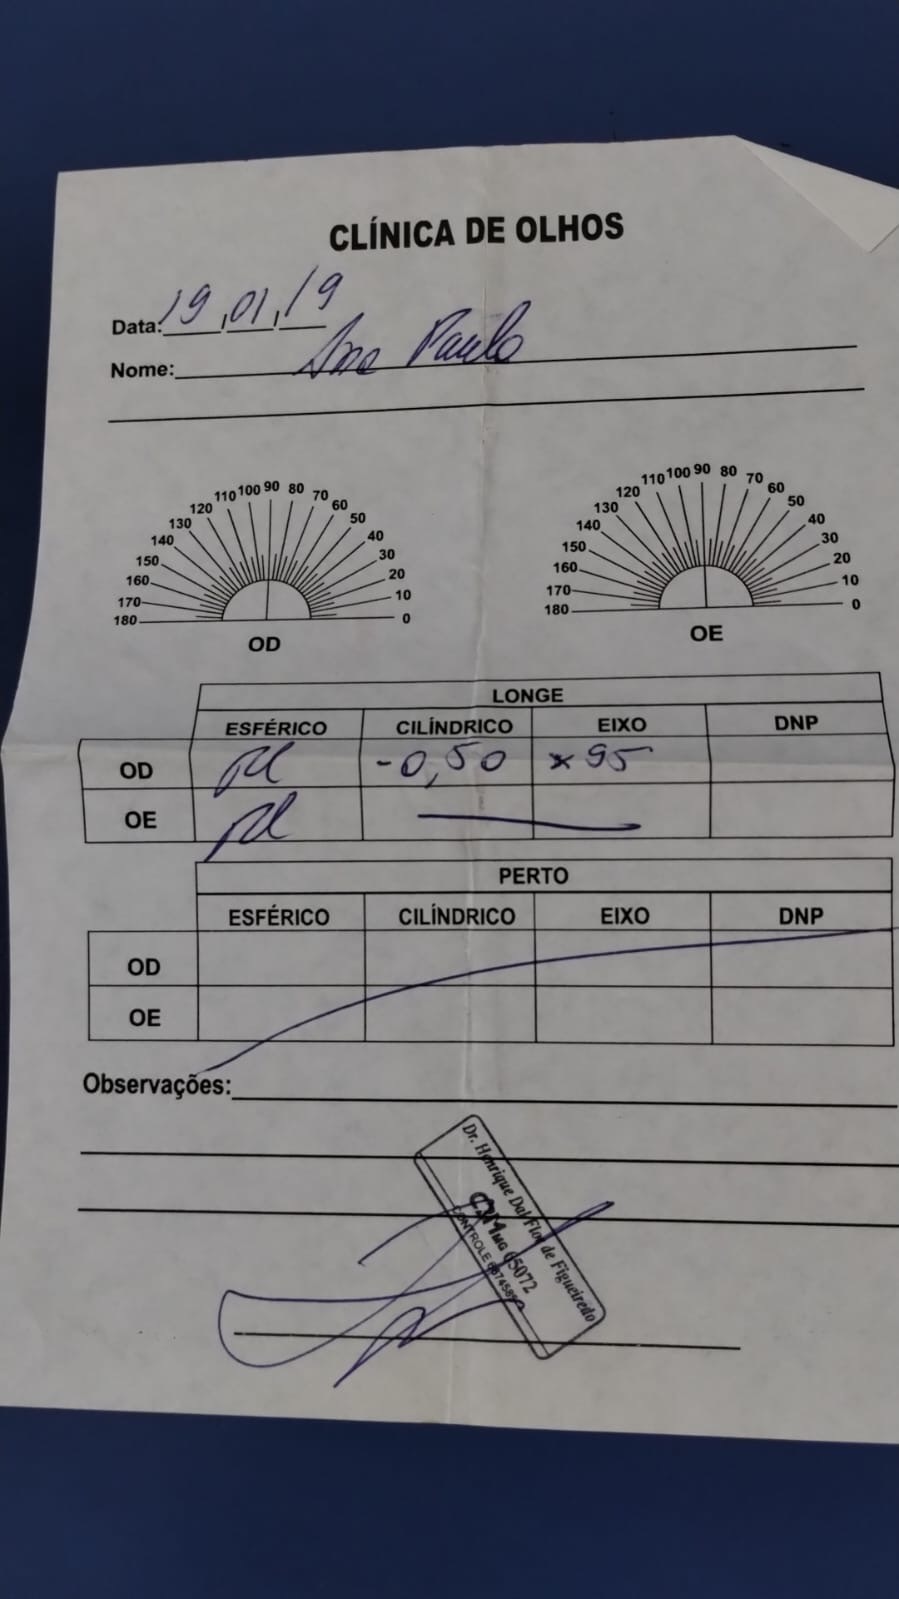 CLÍNICA DE OLHOS
Data: 19,01,19
Nome: Ana Paula
110 100 90 80 70
120 60
130 50
140 40
150 30
160 20
170 10
180 0
OD
110 100 90 80 70
120 60
130 50
140 40
150 30
160 20
170 10
180 0
OE
LONGE
ESFÉRICO CILÍNDRICO EIXO DNP
OD pl -0,50 x 95
OE pl
PERTO
ESFÉRICO CILÍNDRICO EIXO DNP
OD
OE
Observações:
Dr. Henrique Dal Flor de Figueiredo
65072
CONTROLE